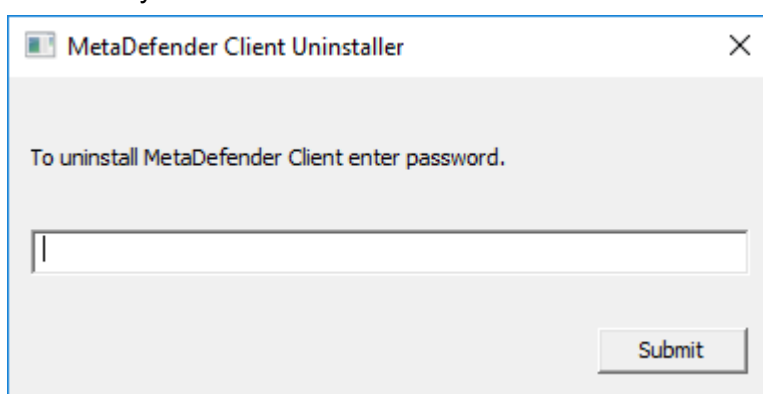 MetaDefender Client Uninstaller
To uninstall MetaDefender Client enter password.
Submit